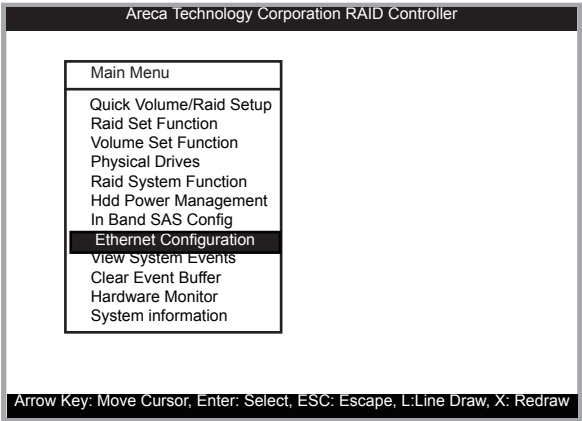 Areca Technology Corporation RAID Controller
Main Menu
Quick Volume/Raid Setup
Raid Set Function
Volume Set Function
Physical Drives
Raid System Function
Hdd Power Management
In Band SAS Config
Ethernet Configuration
View System Events
Clear Event Buffer
Hardware Monitor
System information
Arrow Key: Move Cursor, Enter: Select, ESC: Escape, L:Line Draw, X: Redraw